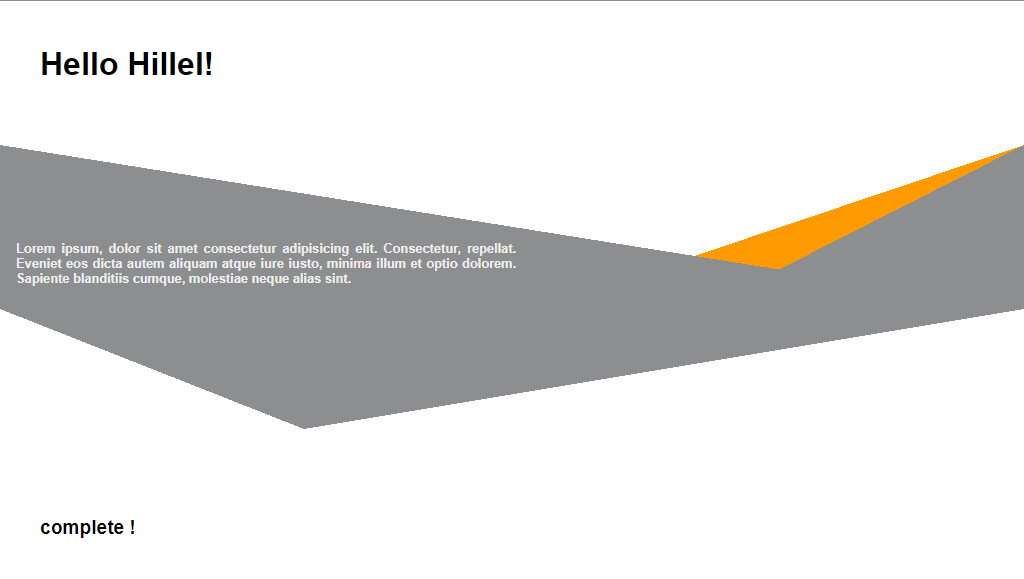 Hello Hillel!
Lorem ipsum, dolor sit amet consectetur adipisicing elit. Consectetur, repellat.
Eveniet eos dicta autem aliquam atque iure iusto, minima illum et optio dolorem.
Sapiente blanditiis cumque, molestiae neque alias sint.
complete !